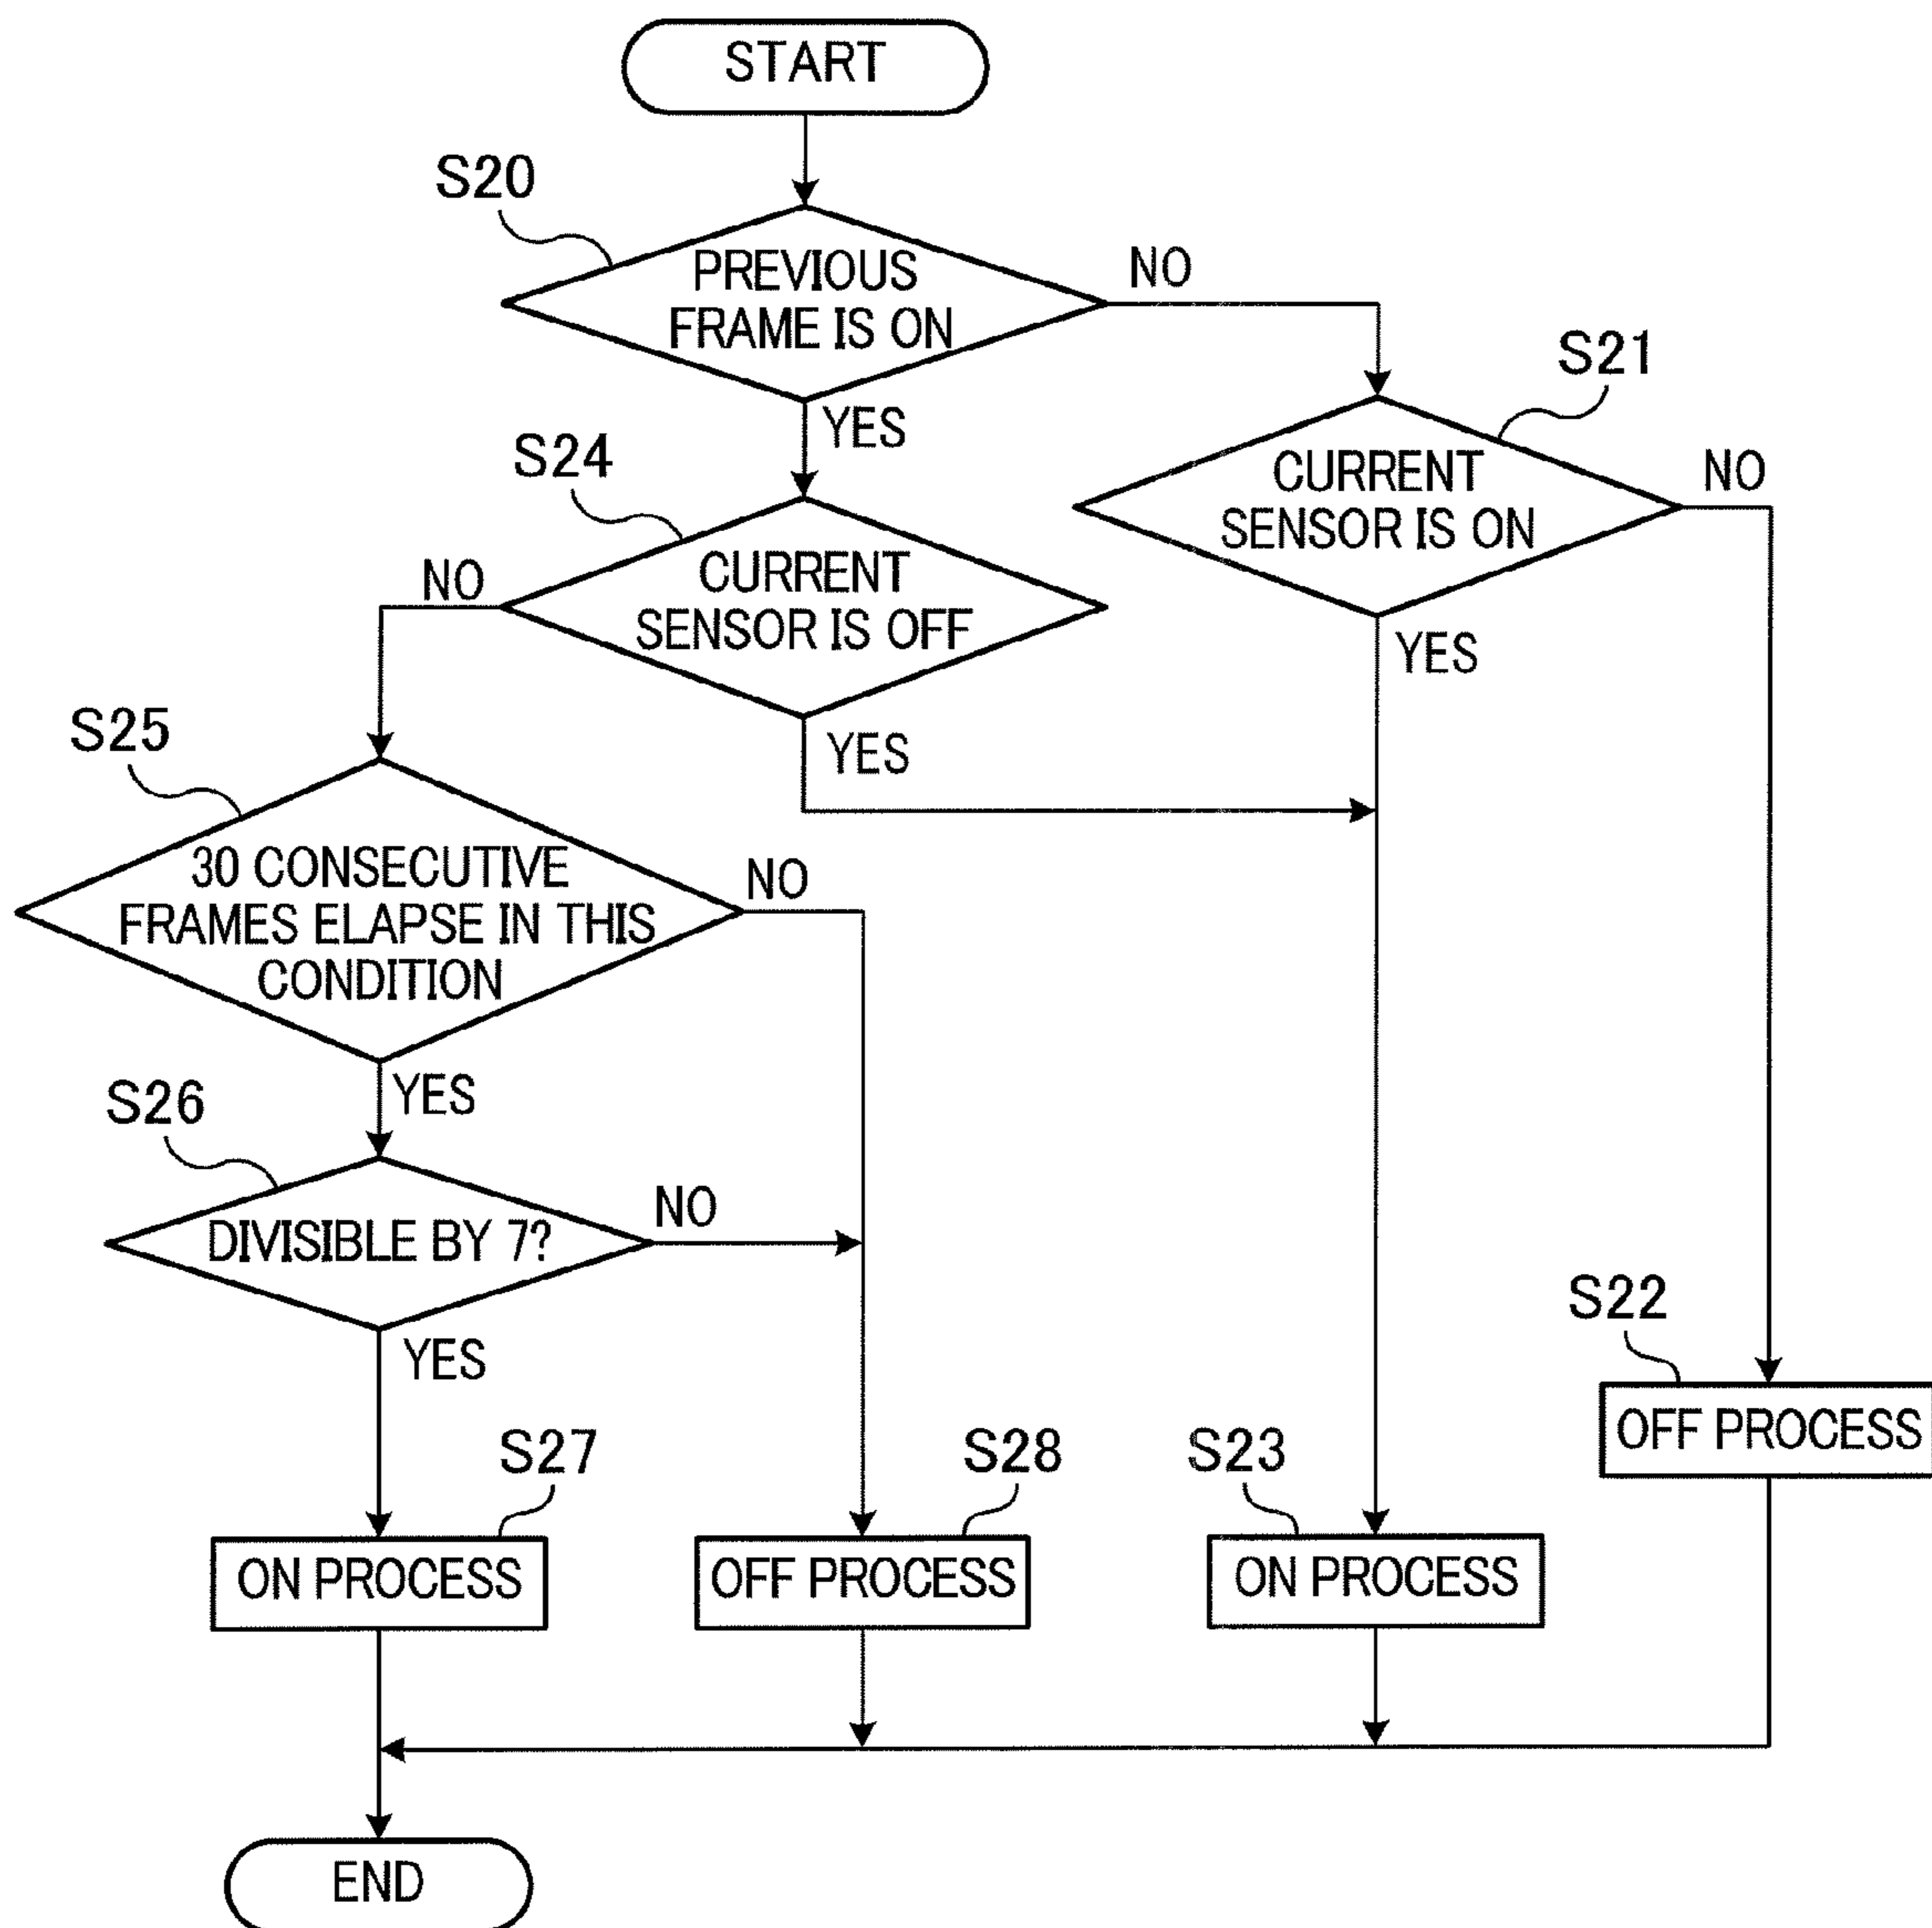 START
S20
PREVIOUS
FRAME IS ON
NO
YES
S21
CURRENT
SENSOR IS ON
NO
YES
S24
CURRENT
SENSOR IS OFF
NO
YES
S25
30 CONSECUTIVE
FRAMES ELAPSE IN THIS
CONDITION
NO
YES
S26
DIVISIBLE BY 7?
NO
YES
S22
OFF PROCESS
S27
ON PROCESS
S28
OFF PROCESS
S23
ON PROCESS
END